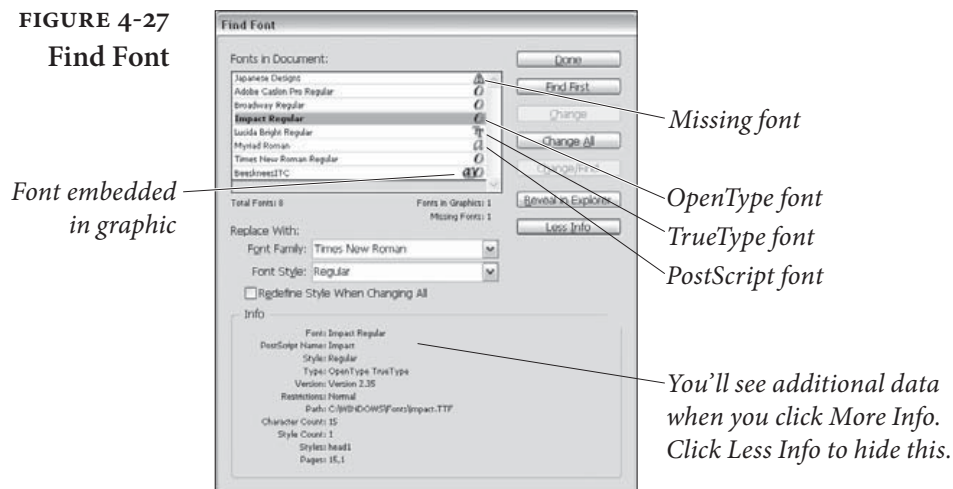 FIGURE 4-27
Find Font
Find Font
Fonts in Document:
Japanese Designs
Adobe Caslon Pro Regular
Broadway Regular
Impact Regular
Lucida Bright Regular
Myriad Roman
Times New Roman Regular
BeeskneesITC
Total Fonts: 8
Fonts in Graphics: 1
Missing Fonts: 1
Replace With:
Font Family: Times New Roman
Font Style: Regular
Redefine Style When Changing All
Info
Font: Impact Regular
PostScript Name: Impact
Style: Regular
Type: OpenType TrueType
Version: Version 2.35
Restrictions: Normal
Path: C:\WINDOWS\Fonts\impact.TTF
Character Count: 15
Style Count: 1
Styles: head1
Pages: 15,1
Done
Find First
Change
Change All
Change/Find
Reveal in Explorer
Less Info
Font embedded
in graphic
Missing font
OpenType font
TrueType font
PostScript font
You'll see additional data
when you click More Info.
Click Less Info to hide this.